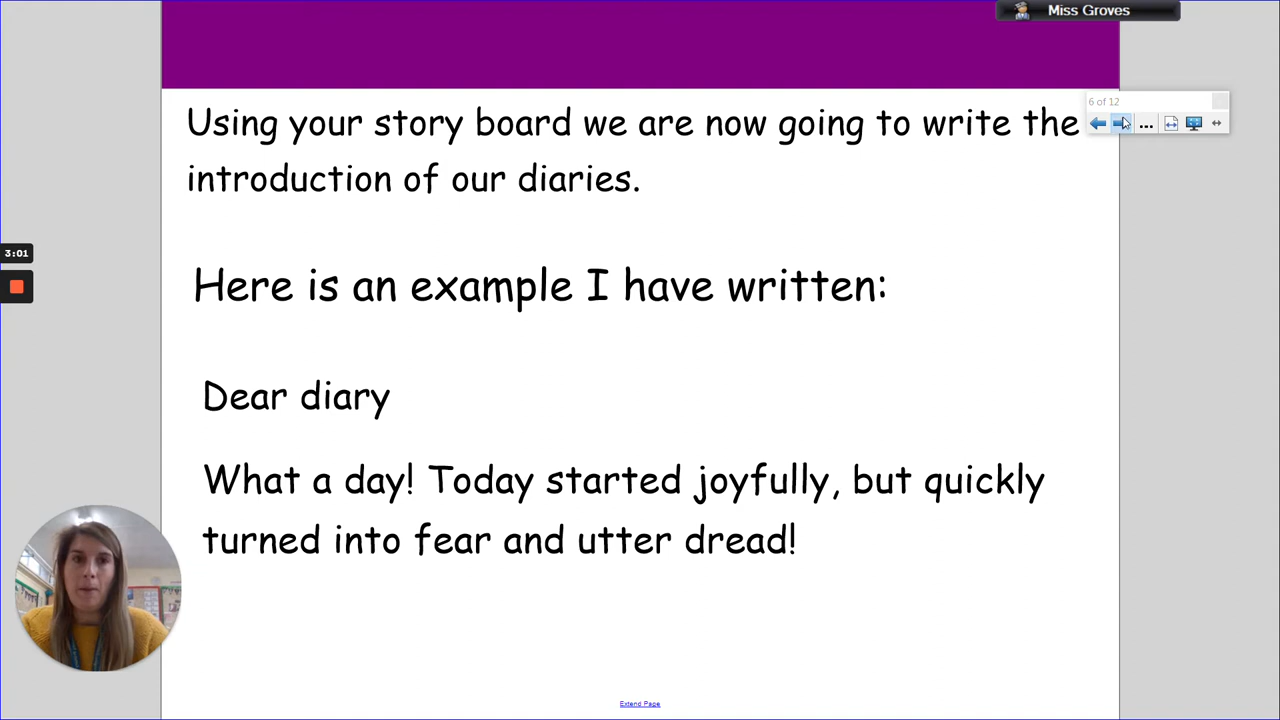 Miss Groves
6 of 12
Using your story board we are now going to write the
introduction of our diaries.
3:01
Here is an example I have written:
Dear diary
What a day! Today started joyfully, but quickly
turned into fear and utter dread!
Extend Page